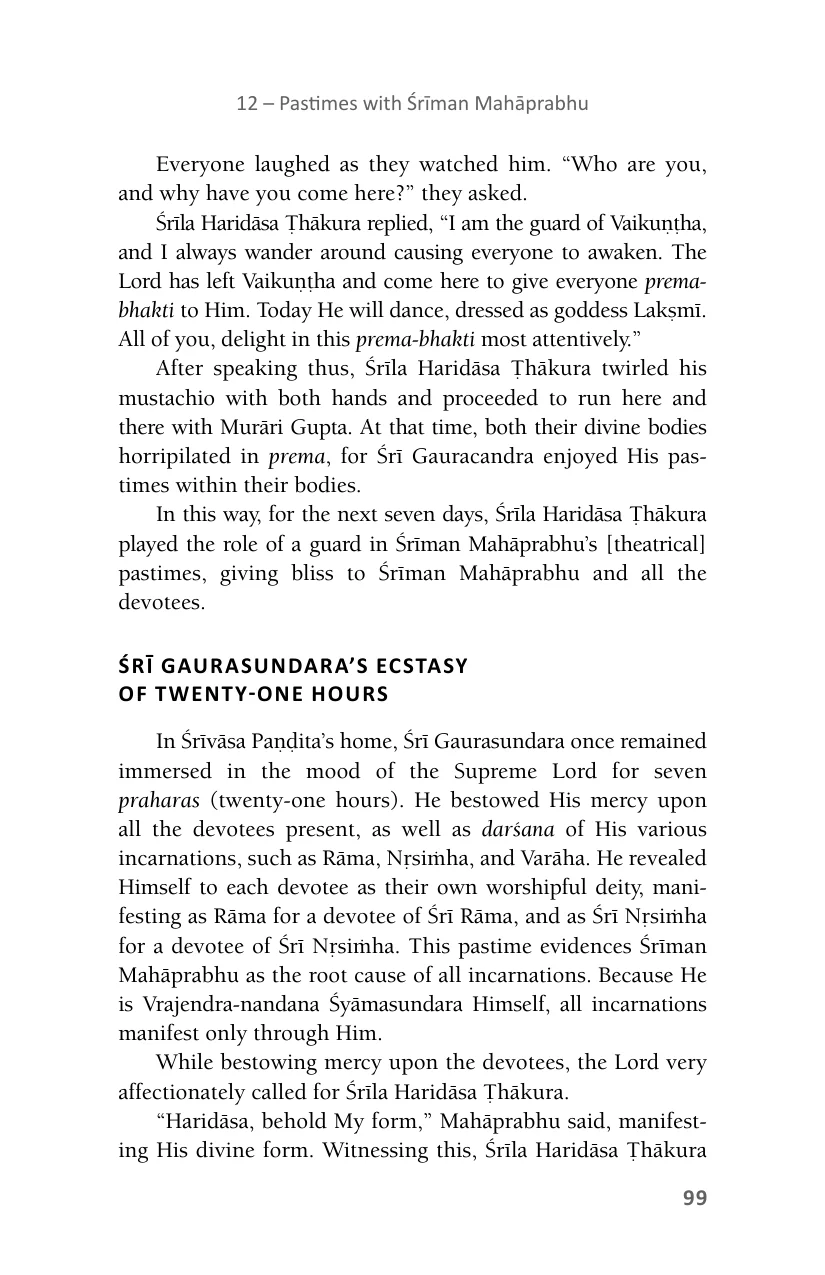 12 – Pastimes with Śrīman Mahāprabhu
Everyone laughed as they watched him. “Who are you,
and why have you come here?” they asked.
Śrīla Haridāsa Ṭhākura replied, “I am the guard of Vaikuṇṭha,
and I always wander around causing everyone to awaken. The
Lord has left Vaikuṇṭha and come here to give everyone prema-
bhakti to Him. Today He will dance, dressed as goddess Lakṣmī.
All of you, delight in this prema-bhakti most attentively.”
After speaking thus, Śrīla Haridāsa Ṭhākura twirled his
mustachio with both hands and proceeded to run here and
there with Murāri Gupta. At that time, both their divine bodies
horripilated in prema, for Śrī Gauracandra enjoyed His pas-
times within their bodies.
In this way, for the next seven days, Śrīla Haridāsa Ṭhākura
played the role of a guard in Śrīman Mahāprabhu’s [theatrical]
pastimes, giving bliss to Śrīman Mahāprabhu and all the
devotees.
ŚRĪ GAURASUNDARA’S ECSTASY
OF TWENTY-ONE HOURS
In Śrīvāsa Paṇḍita’s home, Śrī Gaurasundara once remained
immersed in the mood of the Supreme Lord for seven
praharas (twenty-one hours). He bestowed His mercy upon
all the devotees present, as well as darśana of His various
incarnations, such as Rāma, Nṛsiṁha, and Varāha. He revealed
Himself to each devotee as their own worshipful deity, mani-
festing as Rāma for a devotee of Śrī Rāma, and as Śrī Nṛsiṁha
for a devotee of Śrī Nṛsiṁha. This pastime evidences Śrīman
Mahāprabhu as the root cause of all incarnations. Because He
is Vrajendra-nandana Śyāmasundara Himself, all incarnations
manifest only through Him.
While bestowing mercy upon the devotees, the Lord very
affectionately called for Śrīla Haridāsa Ṭhākura.
“Haridāsa, behold My form,” Mahāprabhu said, manifest-
ing His divine form. Witnessing this, Śrīla Haridāsa Ṭhākura
99